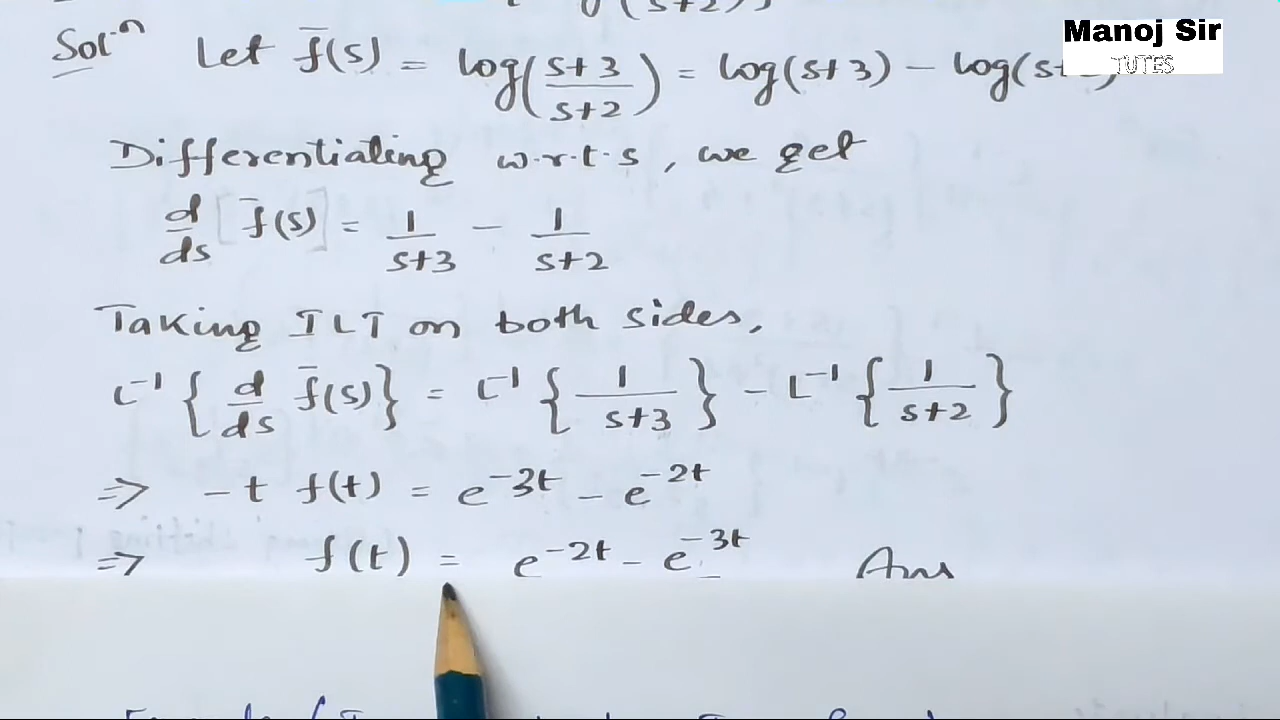 Solⁿ Let f̄(s) = log((s+3)/(s+2)) = log(s+3) − log(s+
Manoj Sir
TUTES
Differentiating w.r.t.s, we get
d/ds [f̄(s)] = 1/(s+3) − 1/(s+2)
Taking ILT on both sides,
L⁻¹{d/ds f̄(s)} = L⁻¹{1/(s+3)} − L⁻¹{1/(s+2)}
⇒ −t f(t) = e⁻³ᵗ − e⁻²ᵗ
⇒ f(t) = e⁻²ᵗ − e⁻³ᵗ Ans